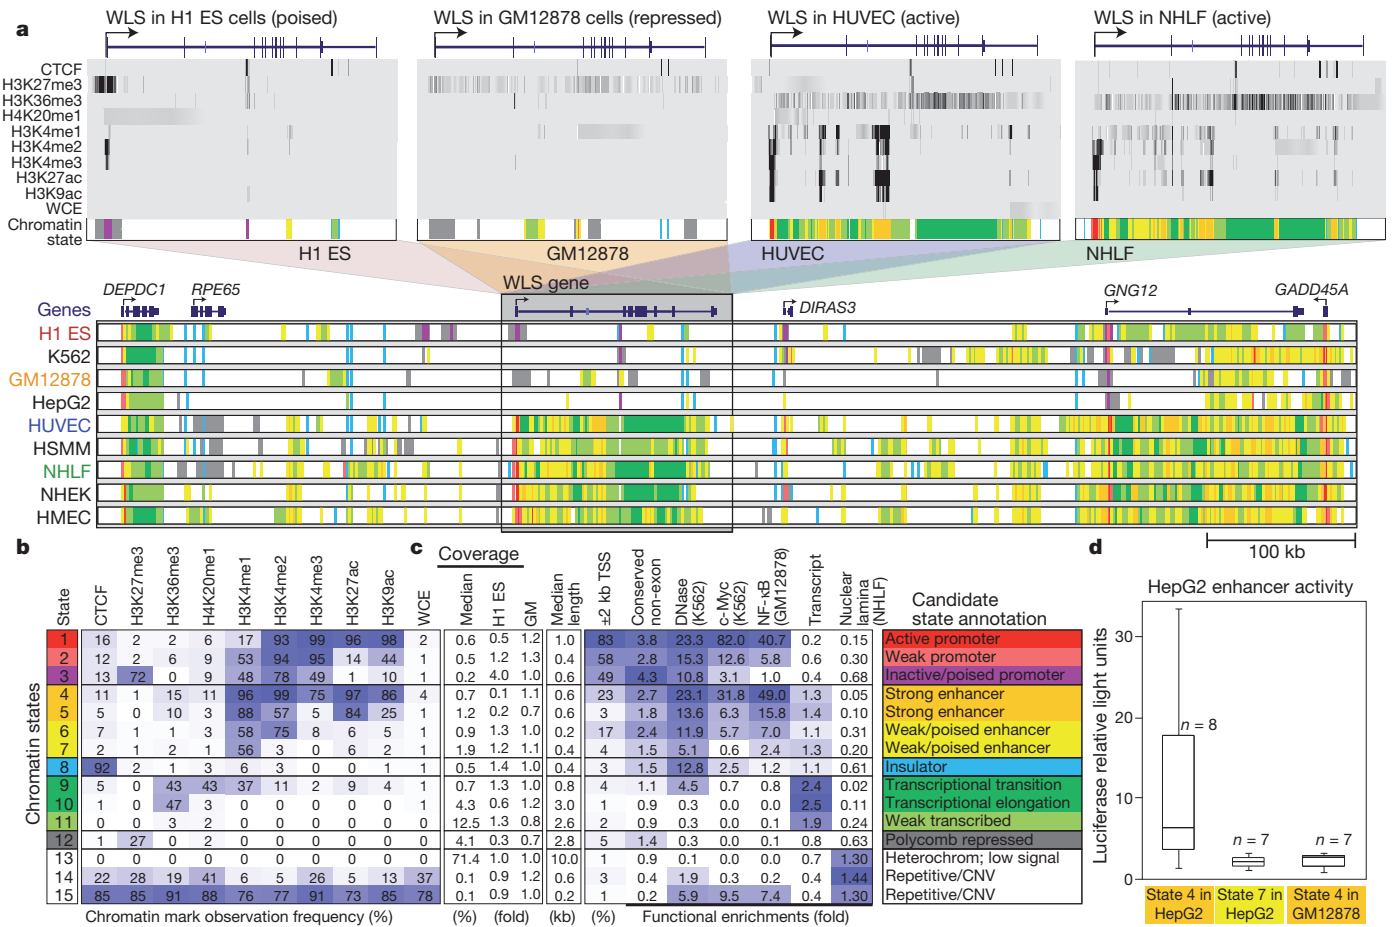 a
WLS in H1 ES cells (poised)
WLS in GM12878 cells (repressed)
WLS in HUVEC (active)
WLS in NHLF (active)
CTCF
H3K27me3
H3K36me3
H4K20me1
H3K4me1
H3K4me2
H3K4me3
H3K27ac
H3K9ac
WCE
Chromatin
state
H1 ES
GM12878
HUVEC
NHLF
WLS gene
DEPDC1
RPE65
DIRAS3
GNG12
GADD45A
Genes
H1 ES
K562
GM12878
HepG2
HUVEC
HSMM
NHLF
NHEK
HMEC
100 kb
b
State
CTCF
H3K27me3
H3K36me3
H4K20me1
H3K4me1
H3K4me2
H3K4me3
H3K27ac
H3K9ac
WCE
c
Coverage
Median
H1 ES
GM
Median
length
±2 kb TSS
Conserved
non-exon
DNase
(K562)
c-Myc
(K562)
NF-κB
(GM12878)
Transcript
Nuclear
lamina
(NHLF)
Candidate
state annotation
Chromatin states
1 16 2 2 6 17 93 99 96 98 2 0.6 0.5 1.2 1.0 83 3.8 23.3 82.0 40.7 0.2 0.15 Active promoter
2 12 2 6 9 53 94 95 14 44 1 0.5 1.2 1.3 0.4 58 2.8 15.3 12.6 5.8 0.6 0.30 Weak promoter
3 13 72 0 9 48 78 49 1 10 1 0.2 4.0 1.0 0.6 49 4.3 10.8 3.1 1.0 0.4 0.68 Inactive/poised promoter
4 11 1 15 11 96 99 75 97 86 4 0.7 0.1 1.1 0.6 23 2.7 23.1 31.8 49.0 1.3 0.05 Strong enhancer
5 5 0 10 3 88 57 5 84 25 1 1.2 0.2 0.7 0.6 3 1.8 13.6 6.3 15.8 1.4 0.10 Strong enhancer
6 7 1 1 3 58 75 8 6 5 1 0.9 1.3 1.0 0.2 17 2.4 11.9 5.7 7.0 1.1 0.31 Weak/poised enhancer
7 2 1 2 1 56 3 0 6 2 1 1.9 1.2 1.1 0.4 4 1.5 5.1 0.6 2.4 1.3 0.20 Weak/poised enhancer
8 92 2 1 3 6 3 0 0 1 1 0.5 1.4 1.0 0.4 3 1.5 12.8 2.5 1.2 1.1 0.61 Insulator
9 5 0 43 43 37 11 2 9 4 1 0.7 1.3 1.0 0.8 4 1.1 4.5 0.7 0.8 2.4 0.02 Transcriptional transition
10 1 0 47 3 0 0 0 0 0 1 4.3 0.6 1.2 3.0 1 0.9 0.3 0.0 0.0 2.5 0.11 Transcriptional elongation
11 0 0 3 2 0 0 0 0 0 0 12.5 1.3 0.8 2.6 2 0.9 0.3 0.0 0.1 1.9 0.24 Weak transcribed
12 1 27 0 2 0 0 0 0 0 0 4.1 0.3 0.7 2.8 5 1.4 0.3 0.0 0.1 0.8 0.63 Polycomb repressed
13 0 0 0 0 0 0 0 0 0 0 71.4 1.0 1.0 10.0 1 0.9 0.1 0.0 0.0 0.7 1.30 Heterochrom; low signal
14 22 28 19 41 6 5 26 5 13 37 0.1 0.9 1.2 0.6 3 0.4 1.9 0.3 0.2 0.4 1.44 Repetitive/CNV
15 85 85 91 88 76 77 91 73 85 78 0.1 0.9 1.0 0.2 1 0.2 5.9 9.5 7.4 0.4 1.30 Repetitive/CNV
Chromatin mark observation frequency (%)
(%)
(fold)
(kb)
(%)
Functional enrichments (fold)
d
HepG2 enhancer activity
Luciferase relative light units
30
20
10
0
n = 8
n = 7
n = 7
State 4 in
HepG2
State 7 in
HepG2
State 4 in
GM12878